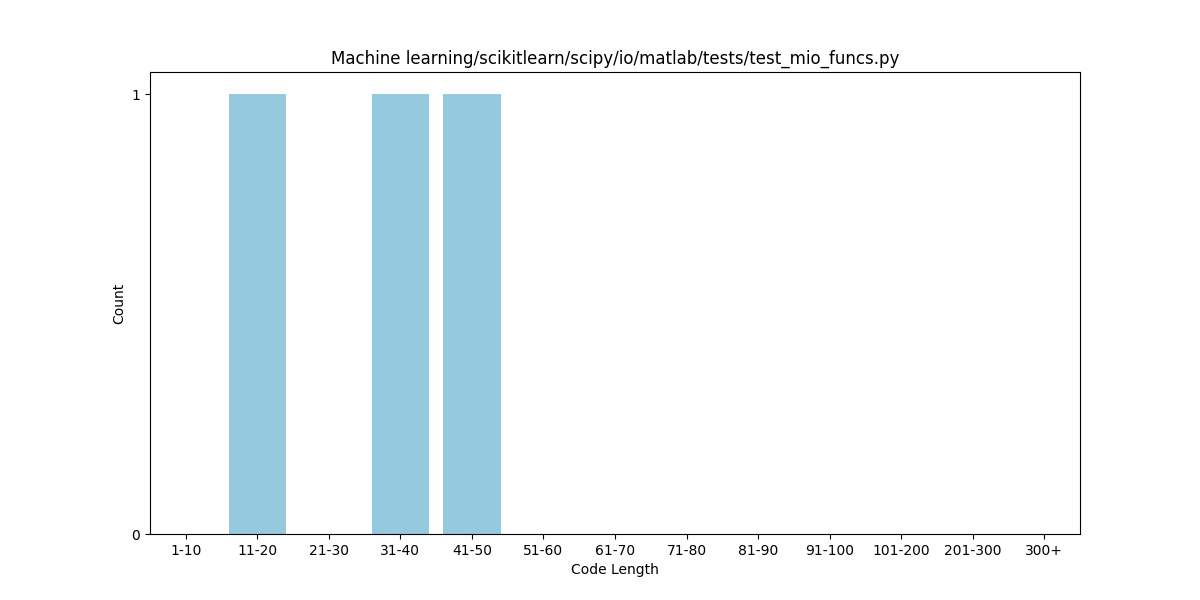 Machine learning/scikitlearn/scipy/io/matlab/tests/test_mio_funcs.py
1
Count
0
1-10 11-20 21-30 31-40 41-50 51-60 61-70 71-80 81-90 91-100 101-200 201-300 300+
Code Length